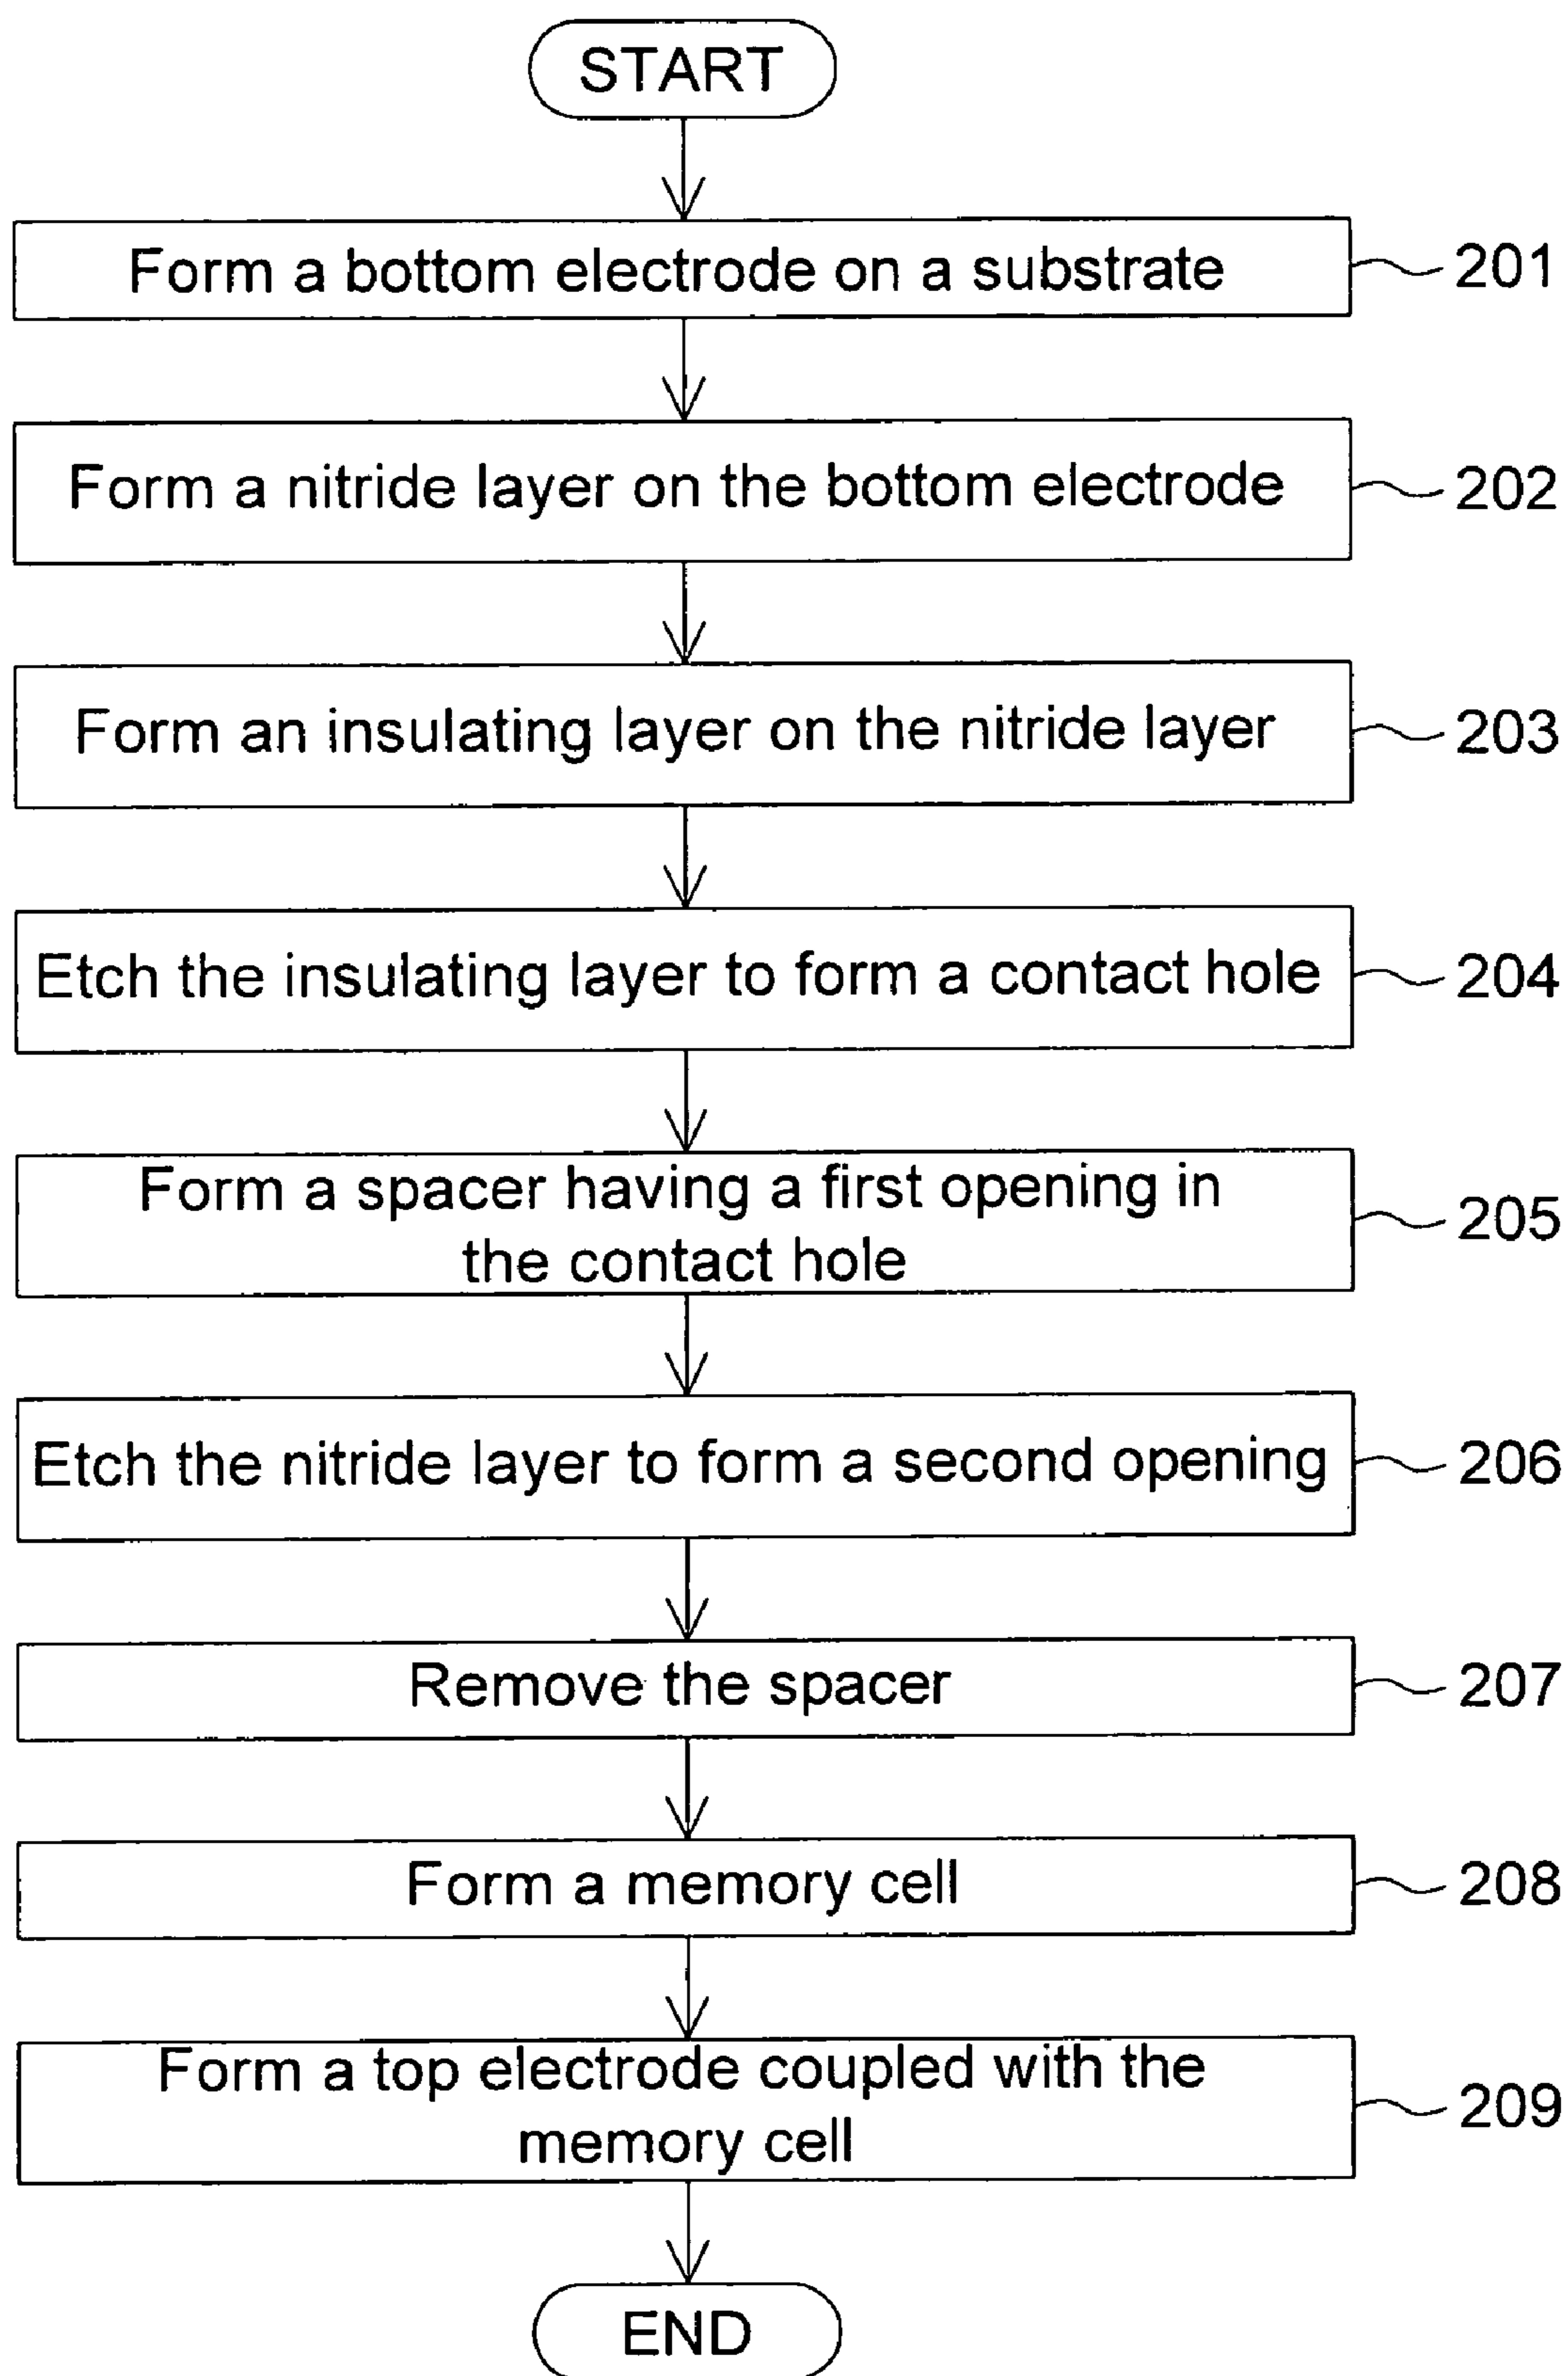 START
Form a bottom electrode on a substrate
201
Form a nitride layer on the bottom electrode
202
Form an insulating layer on the nitride layer
203
Etch the insulating layer to form a contact hole
204
Form a spacer having a first opening in
the contact hole
205
Etch the nitride layer to form a second opening
206
Remove the spacer
207
Form a memory cell
208
Form a top electrode coupled with the
memory cell
209
END